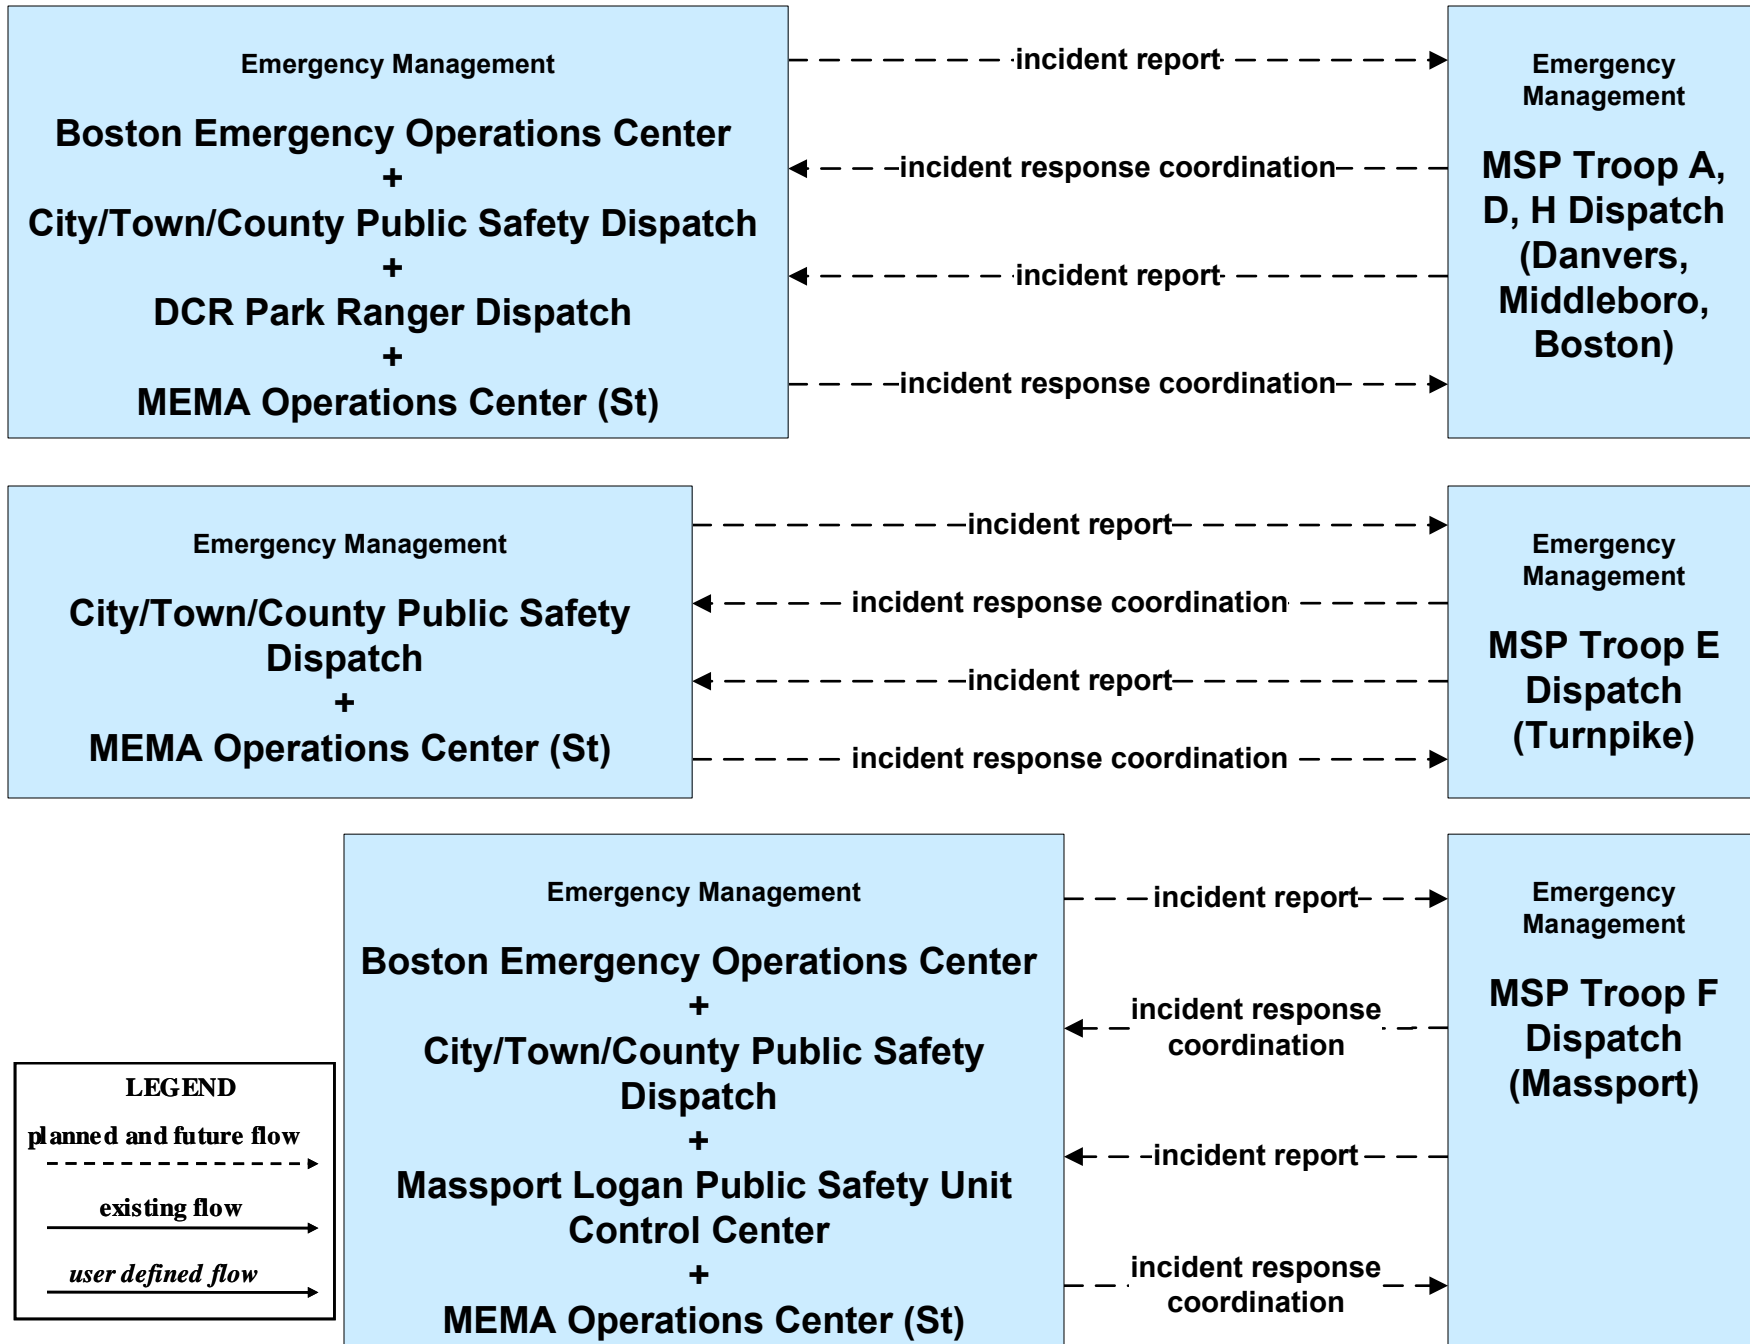 Emergency Management
Boston Emergency Operations Center
+
City/Town/County Public Safety Dispatch
+
DCR Park Ranger Dispatch
+
MEMA Operations Center (St)
incident report
incident response coordination
incident report
incident response coordination
Emergency
Management
MSP Troop A,
D, H Dispatch
(Danvers,
Middleboro,
Boston)
Emergency Management
City/Town/County Public Safety
Dispatch
+
MEMA Operations Center (St)
incident report
incident response coordination
incident report
incident response coordination
Emergency
Management
MSP Troop E
Dispatch
(Turnpike)
Emergency Management
Boston Emergency Operations Center
+
City/Town/County Public Safety
Dispatch
+
Massport Logan Public Safety Unit
Control Center
+
MEMA Operations Center (St)
incident report
incident response
coordination
incident report
incident response
coordination
Emergency
Management
MSP Troop F
Dispatch
(Massport)
LEGEND
planned and future flow
existing flow
user defined flow